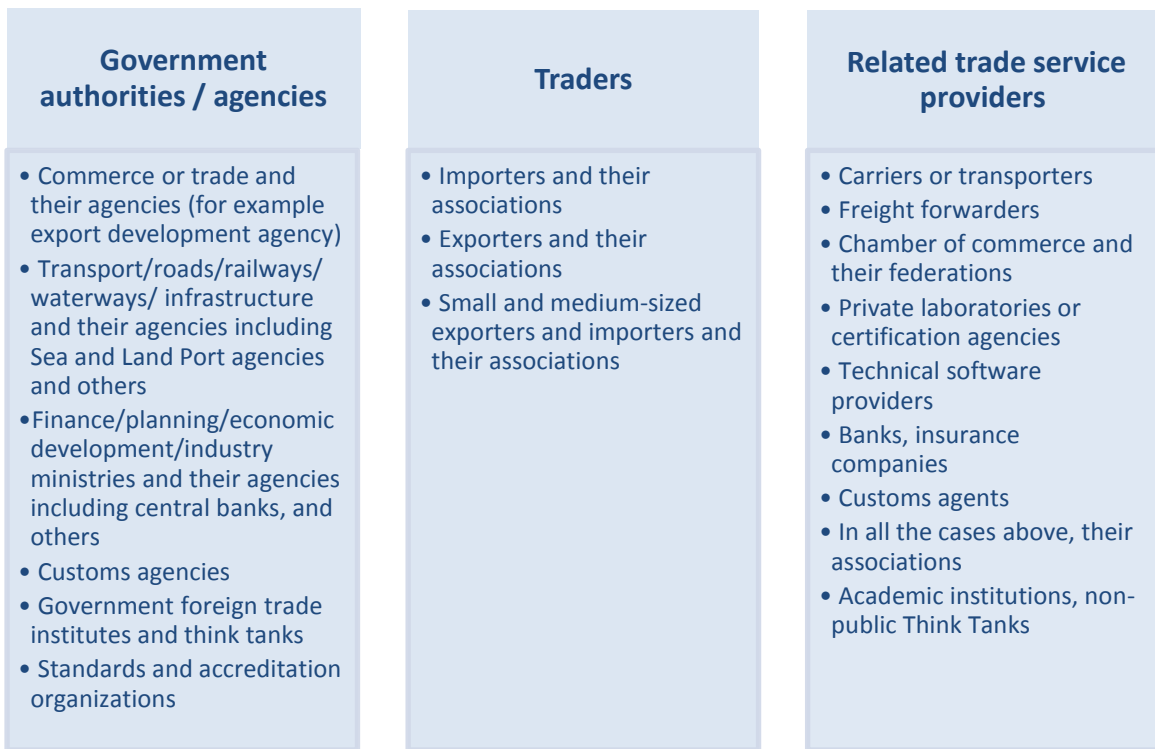 Government
authorities / agencies
• Commerce or trade and
their agencies (for example
export development agency)
• Transport/roads/railways/
waterways/ infrastructure
and their agencies including
Sea and Land Port agencies
and others
•Finance/planning/economic
development/industry
ministries and their agencies
including central banks, and
others
• Customs agencies
• Government foreign trade
institutes and think tanks
• Standards and accreditation
organizations
Traders
• Importers and their
associations
• Exporters and their
associations
• Small and medium-sized
exporters and importers and
their associations
Related trade service
providers
• Carriers or transporters
• Freight forwarders
• Chamber of commerce and
their federations
• Private laboratories or
certification agencies
• Technical software
providers
• Banks, insurance
companies
• Customs agents
• In all the cases above, their
associations
• Academic institutions, non-
public Think Tanks